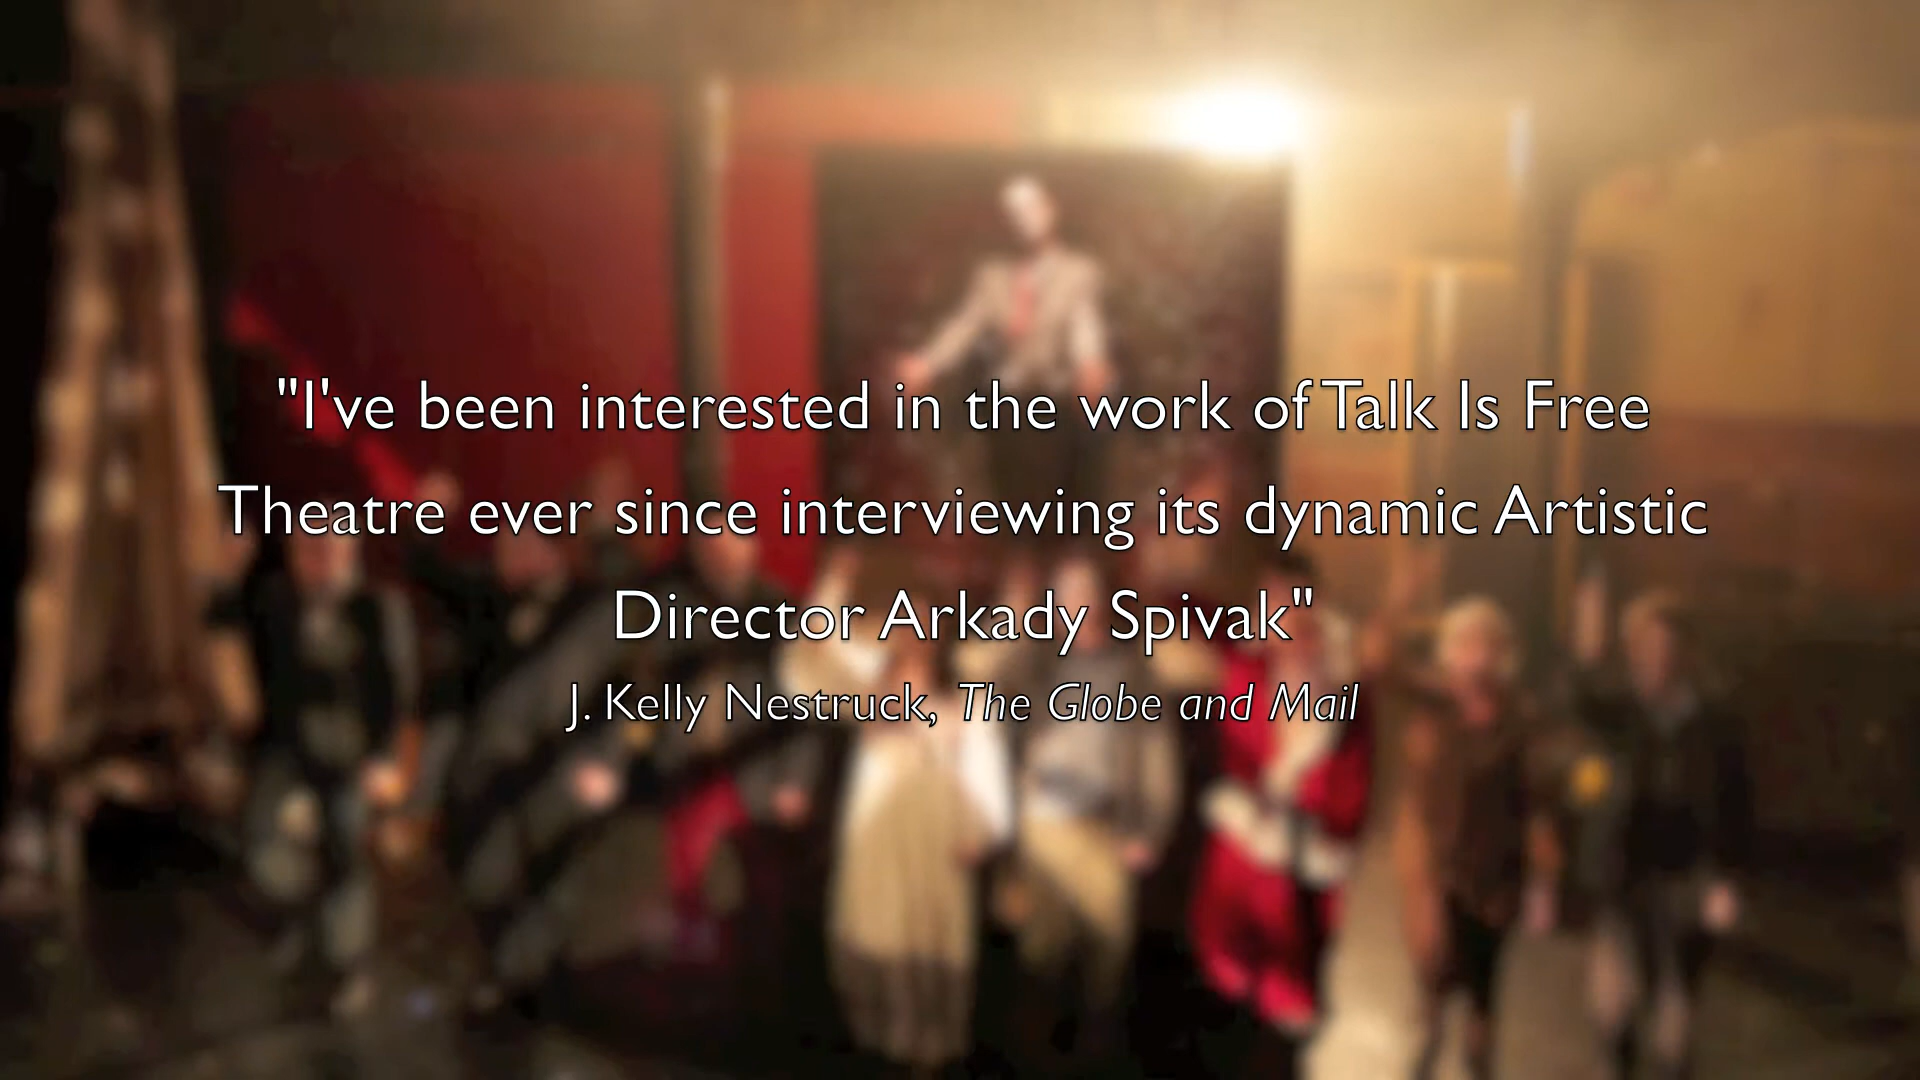 "I've been interested in the work of Talk Is Free
Theatre ever since interviewing its dynamic Artistic
Director Arkady Spivak"
J. Kelly Nestruck, The Globe and Mail